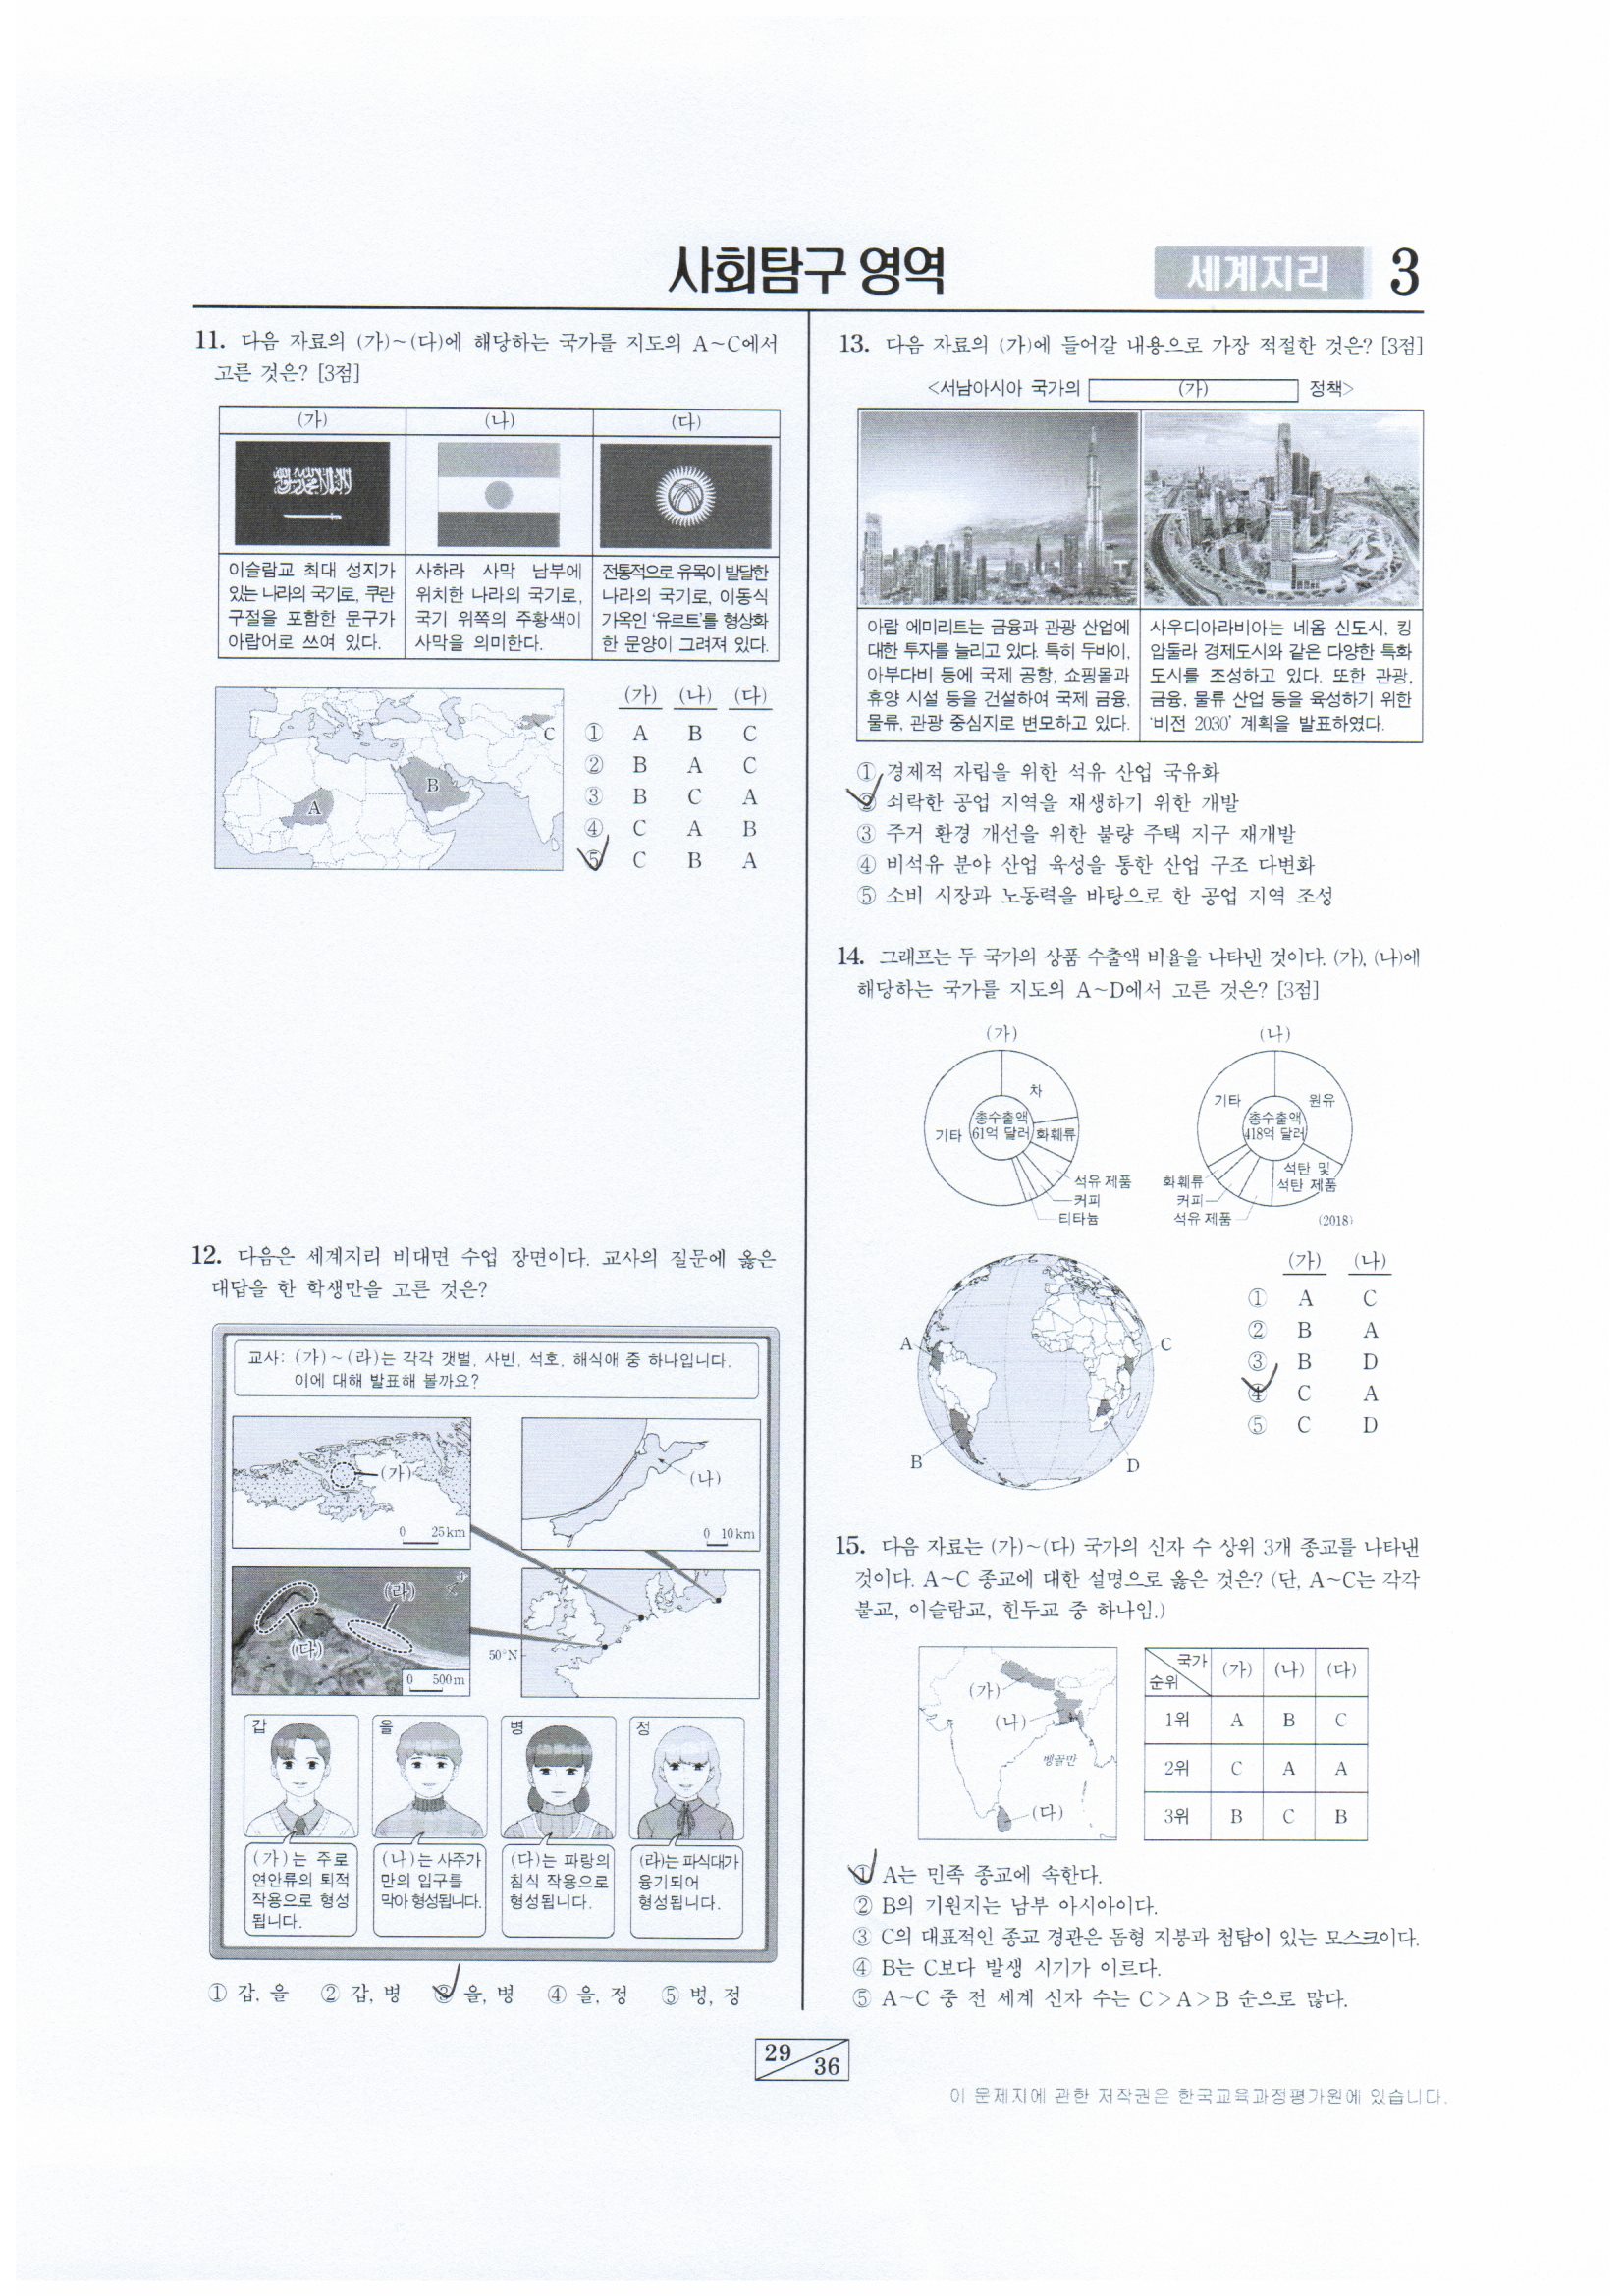 사회탐구 영역
세계지리 3
11. 다음 자료의 (가)~(다)에 해당하는 국가를 지도의 A~C에서
고른 것은? [3점]
(가) (나) (다)
이슬람교 최대 성지가
있는 나라의 국기로, 쿠란
구절을 포함한 문구가
아랍어로 쓰여 있다.
사하라 사막 남부에
위치한 나라의 국기로,
국기 위쪽의 주황색이
사막을 의미한다.
전통적으로 유목이 발달한
나라의 국기로, 이동식
가옥인 '유르트'를 형상화
한 문양이 그려져 있다.
A
B
C
(가) (나) (다)
① A B C
② B A C
③ B C A
④ C A B
⑤ C B A
12. 다음은 세계지리 비대면 수업 장면이다. 교사의 질문에 옳은
대답을 한 학생만을 고른 것은?
교사: (가)~(라)는 각각 갯벌, 사빈, 석호, 해식애 중 하나입니다.
이에 대해 발표해 볼까요?
(가)
0 25km
(나)
0 10km
(라)
(다)
0 500m
50°N
갑
을
병
정
(가)는 주로
연안류의 퇴적
작용으로 형성
됩니다.
(나)는 사주가
만의 입구를
막아 형성됩니다.
(다)는 파랑의
침식 작용으로
형성됩니다.
(라)는 파식대가
융기되어
형성됩니다.
① 갑, 을 ② 갑, 병 ③ 을, 병 ④ 을, 정 ⑤ 병, 정
13. 다음 자료의 (가)에 들어갈 내용으로 가장 적절한 것은? [3점]
<서남아시아 국가의 (가) 정책>
아랍 에미리트는 금융과 관광 산업에
대한 투자를 늘리고 있다. 특히 두바이,
아부다비 등에 국제 공항, 쇼핑몰과
휴양 시설 등을 건설하여 국제 금융,
물류, 관광 중심지로 변모하고 있다.
사우디아라비아는 네옴 신도시, 킹
압둘라 경제도시와 같은 다양한 특화
도시를 조성하고 있다. 또한 관광,
금융, 물류 산업 등을 육성하기 위한
'비전 2030' 계획을 발표하였다.
① 경제적 자립을 위한 석유 산업 국유화
② 쇠락한 공업 지역을 재생하기 위한 개발
③ 주거 환경 개선을 위한 불량 주택 지구 재개발
④ 비석유 분야 산업 육성을 통한 산업 구조 다변화
⑤ 소비 시장과 노동력을 바탕으로 한 공업 지역 조성
14. 그래프는 두 국가의 상품 수출액 비율을 나타낸 것이다. (가), (나)에
해당하는 국가를 지도의 A~D에서 고른 것은? [3점]
(가)
차
총수출액
61억 달러
기타
화훼류
석유 제품
커피
티타늄
(나)
기타
원유
총수출액
418억 달러
석탄 및
석탄 제품
화훼류
커피
석유 제품
(2018)
A
B
C
D
(가) (나)
① A C
② B A
③ B D
④ C A
⑤ C D
15. 다음 자료는 (가)~(다) 국가의 신자 수 상위 3개 종교를 나타낸
것이다. A~C 종교에 대한 설명으로 옳은 것은? (단, A~C는 각각
불교, 이슬람교, 힌두교 중 하나임.)
(가)
(나)
벵골만
(다)
국가
순위 (가) (나) (다)
1위 A B C
2위 C A A
3위 B C B
① A는 민족 종교에 속한다.
② B의 기원지는 남부 아시아이다.
③ C의 대표적인 종교 경관은 돔형 지붕과 첨탑이 있는 모스크이다.
④ B는 C보다 발생 시기가 이르다.
⑤ A~C 중 전 세계 신자 수는 C>A>B 순으로 많다.
29
36
이 문제지에 관한 저작권은 한국교육과정평가원에 있습니다.